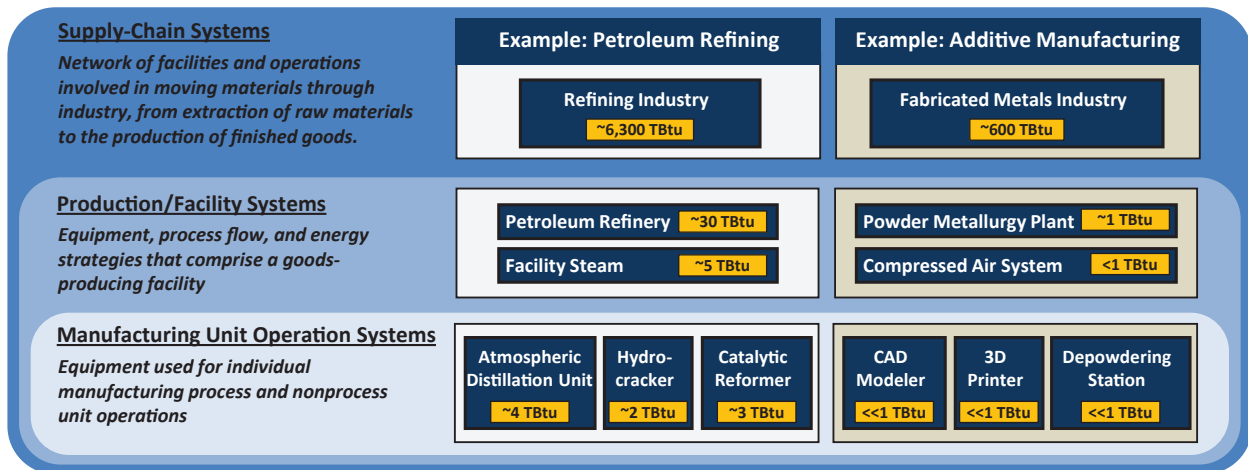 Supply-Chain Systems
Network of facilities and operations
involved in moving materials through
industry, from extraction of raw materials
to the production of finished goods.
Example: Petroleum Refining
Refining Industry
~6,300 TBtu
Example: Additive Manufacturing
Fabricated Metals Industry
~600 TBtu
Production/Facility Systems
Equipment, process flow, and energy
strategies that comprise a goods-
producing facility
Petroleum Refinery ~30 TBtu
Facility Steam ~5 TBtu
Powder Metallurgy Plant ~1 TBtu
Compressed Air System <1 TBtu
Manufacturing Unit Operation Systems
Equipment used for individual
manufacturing process and nonprocess
unit operations
Atmospheric
Distillation Unit
~4 TBtu
Hydro-
cracker
~2 TBtu
Catalytic
Reformer
~3 TBtu
CAD
Modeler
<<1 TBtu
3D
Printer
<<1 TBtu
Depowdering
Station
<<1 TBtu